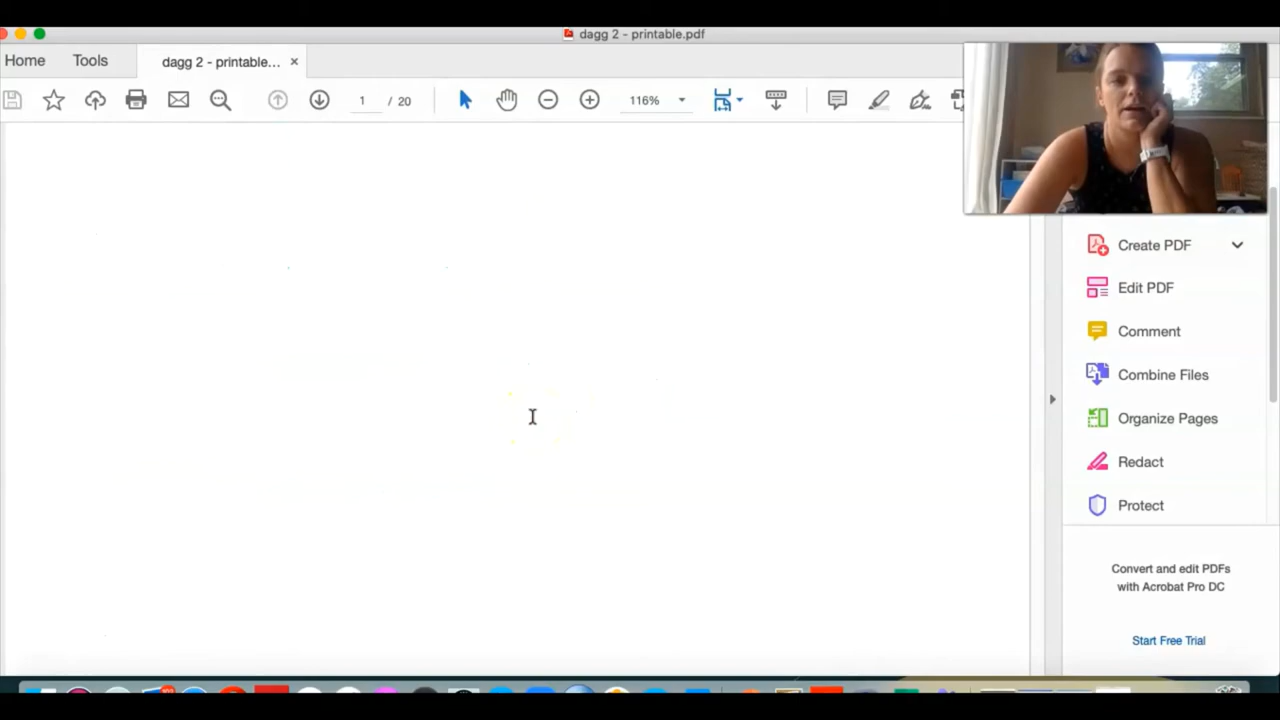 dagg 2 - printable.pdf
Home
Tools
dagg 2 - printable...
1 / 20
116%
Create PDF
Edit PDF
Comment
Combine Files
Organize Pages
Redact
Protect
Convert and edit PDFs
with Acrobat Pro DC
Start Free Trial